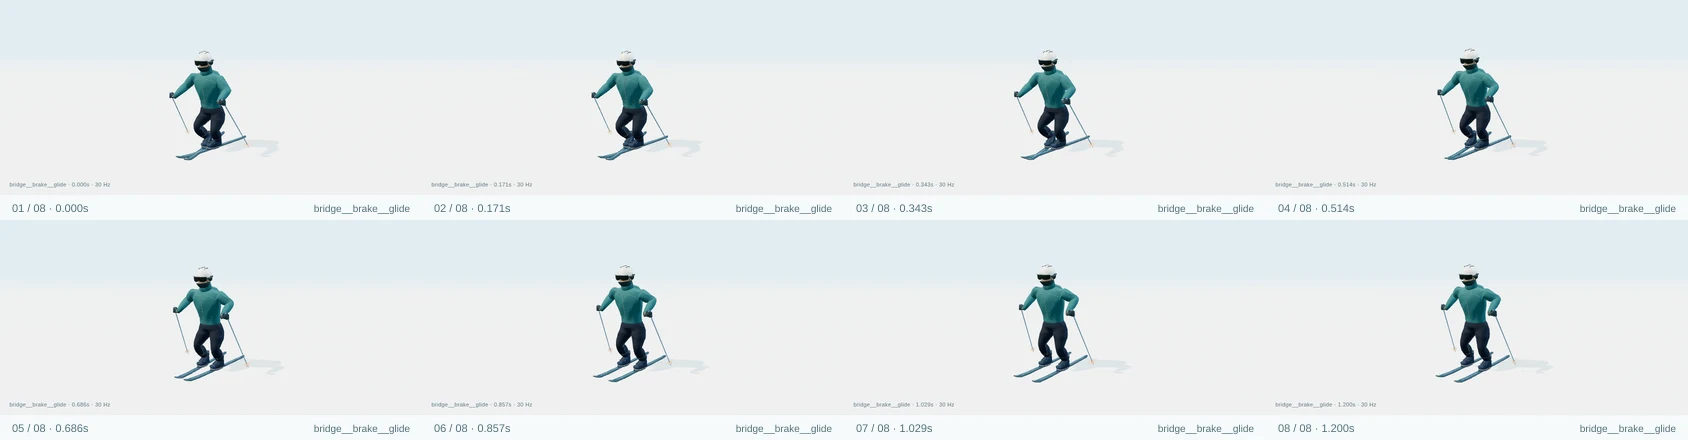 bridge__brake__glide · 0.000s · 30 Hz
bridge__brake__glide · 0.171s · 30 Hz
bridge__brake__glide · 0.343s · 30 Hz
bridge__brake__glide · 0.514s · 30 Hz
01 / 08 · 0.000s bridge__brake__glide
02 / 08 · 0.171s bridge__brake__glide
03 / 08 · 0.343s bridge__brake__glide
04 / 08 · 0.514s bridge__brake__glide
bridge__brake__glide · 0.686s · 30 Hz
bridge__brake__glide · 0.857s · 30 Hz
bridge__brake__glide · 1.029s · 30 Hz
bridge__brake__glide · 1.200s · 30 Hz
05 / 08 · 0.686s bridge__brake__glide
06 / 08 · 0.857s bridge__brake__glide
07 / 08 · 1.029s bridge__brake__glide
08 / 08 · 1.200s bridge__brake__glide